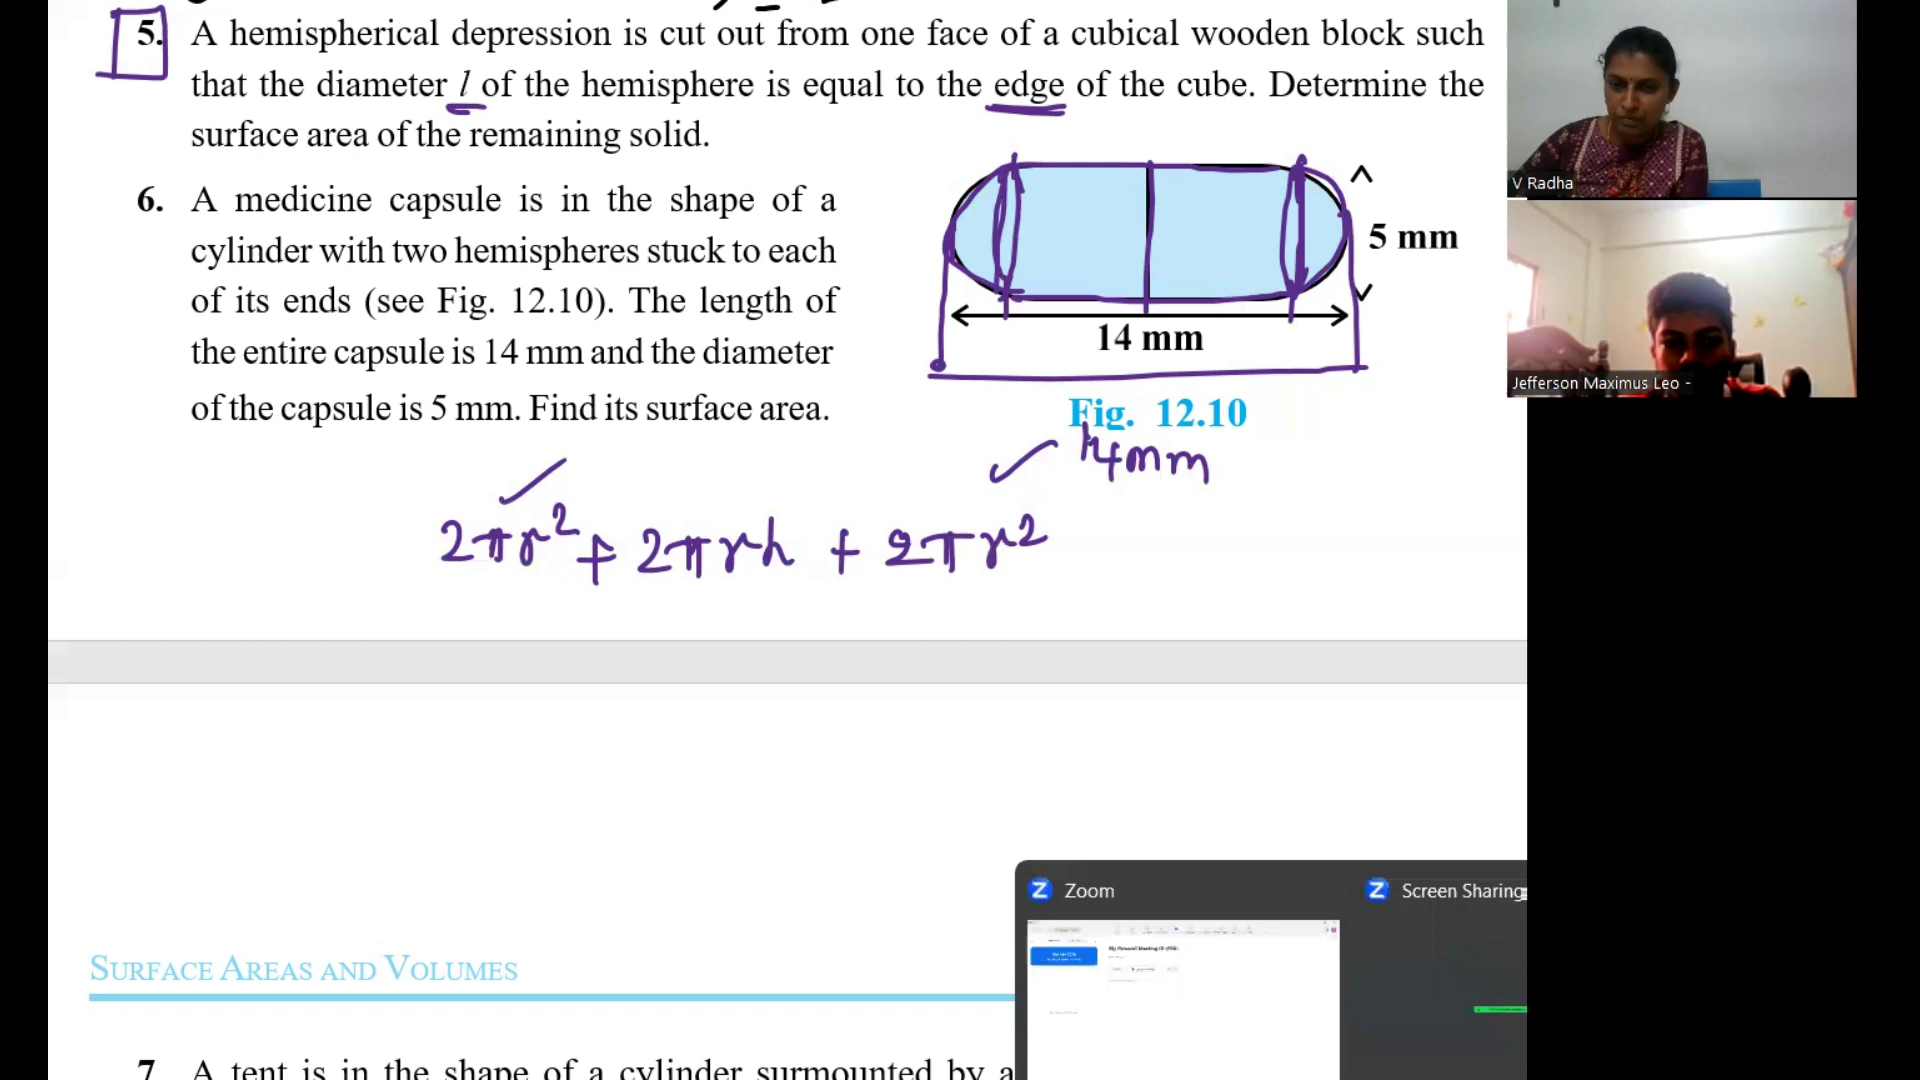 5. A hemispherical depression is cut out from one face of a cubical wooden block such
that the diameter l of the hemisphere is equal to the edge of the cube. Determine the
surface area of the remaining solid.
6. A medicine capsule is in the shape of a
cylinder with two hemispheres stuck to each
of its ends (see Fig. 12.10). The length of
the entire capsule is 14 mm and the diameter
of the capsule is 5 mm. Find its surface area.
5 mm
14 mm
Fig. 12.10
14mm
2πr² + 2πrh + 2πr²
V Radha
Jefferson Maximus Leo -
Zoom
Screen Sharing
SURFACE AREAS AND VOLUMES
7 A tent is in the shape of a cylinder surmounted by a